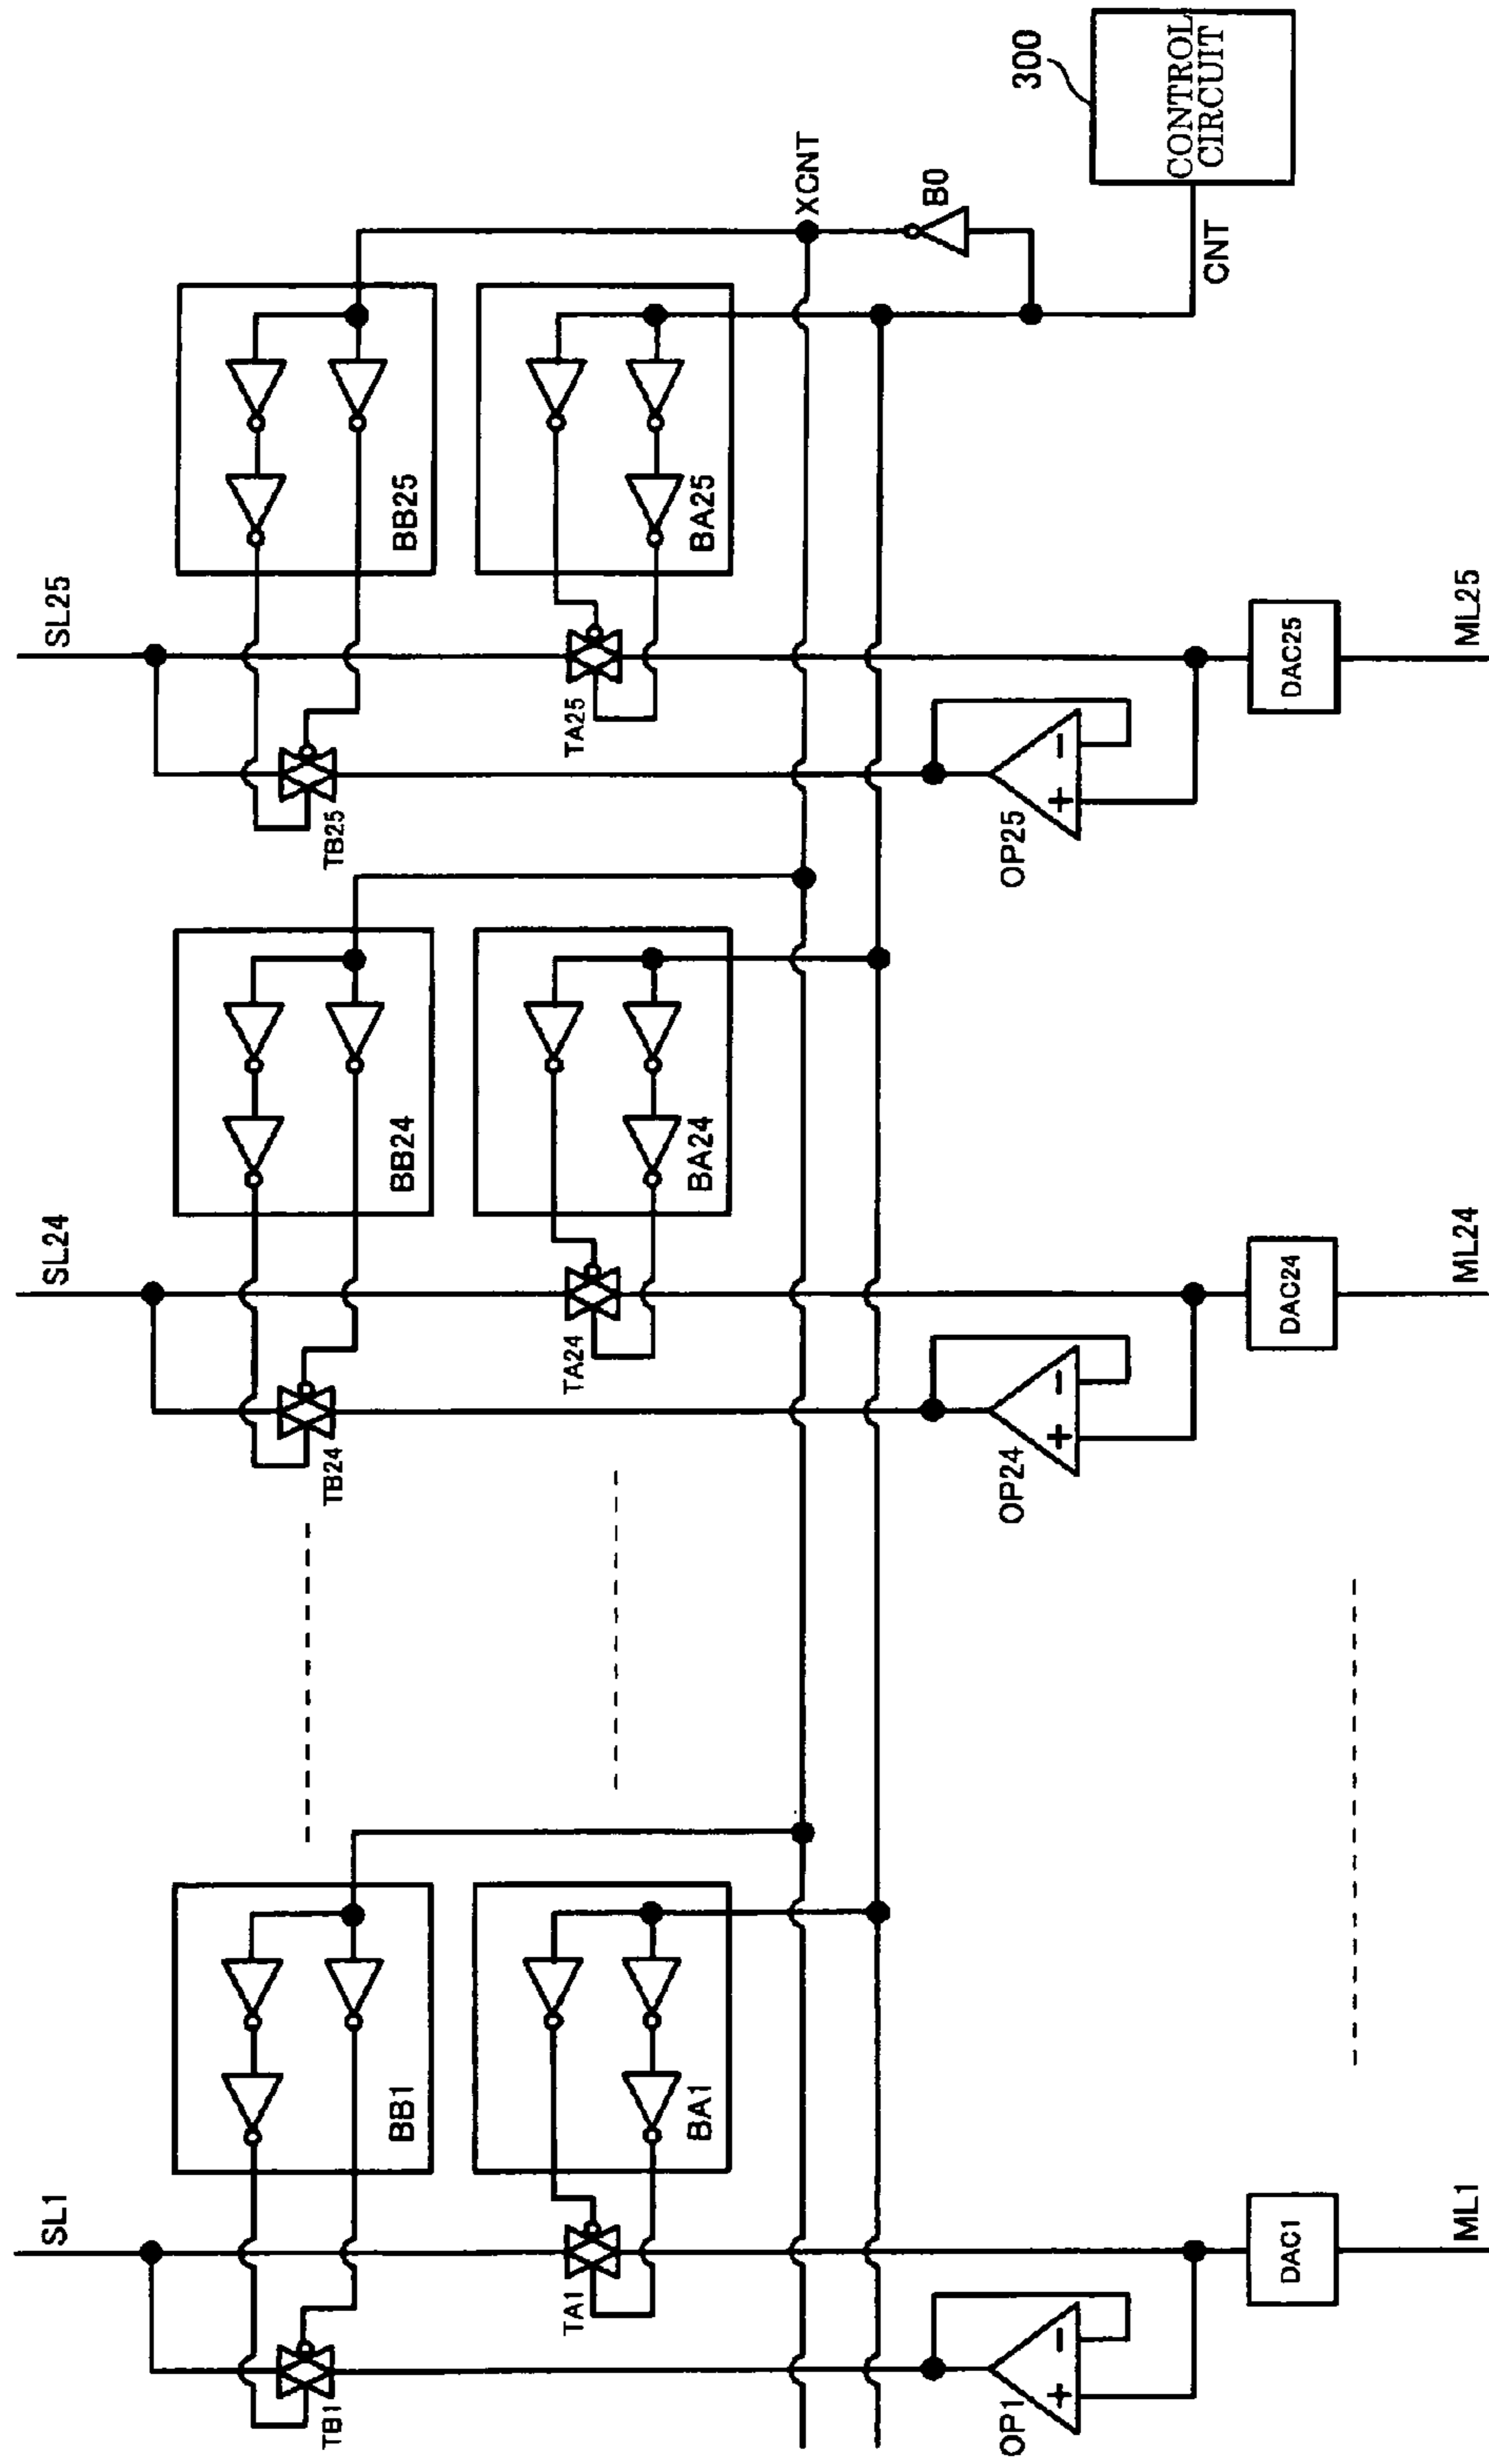 SL1
SL24
SL25
BB1
BB24
BB25
TB1
TB24
TB25
BA1
BA24
BA25
TA1
TA24
TA25
XCNT
B0
300
CONTROL
CIRCUIT
CNT
OP1
+
−
OP24
+
−
OP25
+
−
DAC1
DAC24
DAC25
ML1
ML24
ML25